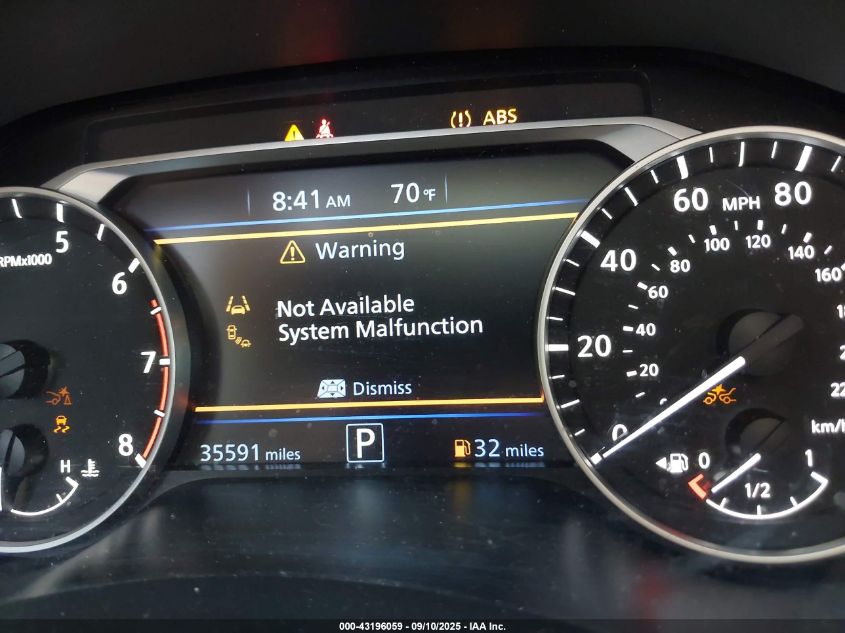 ABS
8:41 AM 70°F
Warning
Not Available
System Malfunction
Dismiss
35591 miles P 32 miles
RPMx1000
5
6
7
8
H
0 20 40 60 MPH 80
20 40 60 80 100 120 140 160
km/h
0 1/2 1
000-43196059 - 09/10/2025 - IAA Inc.